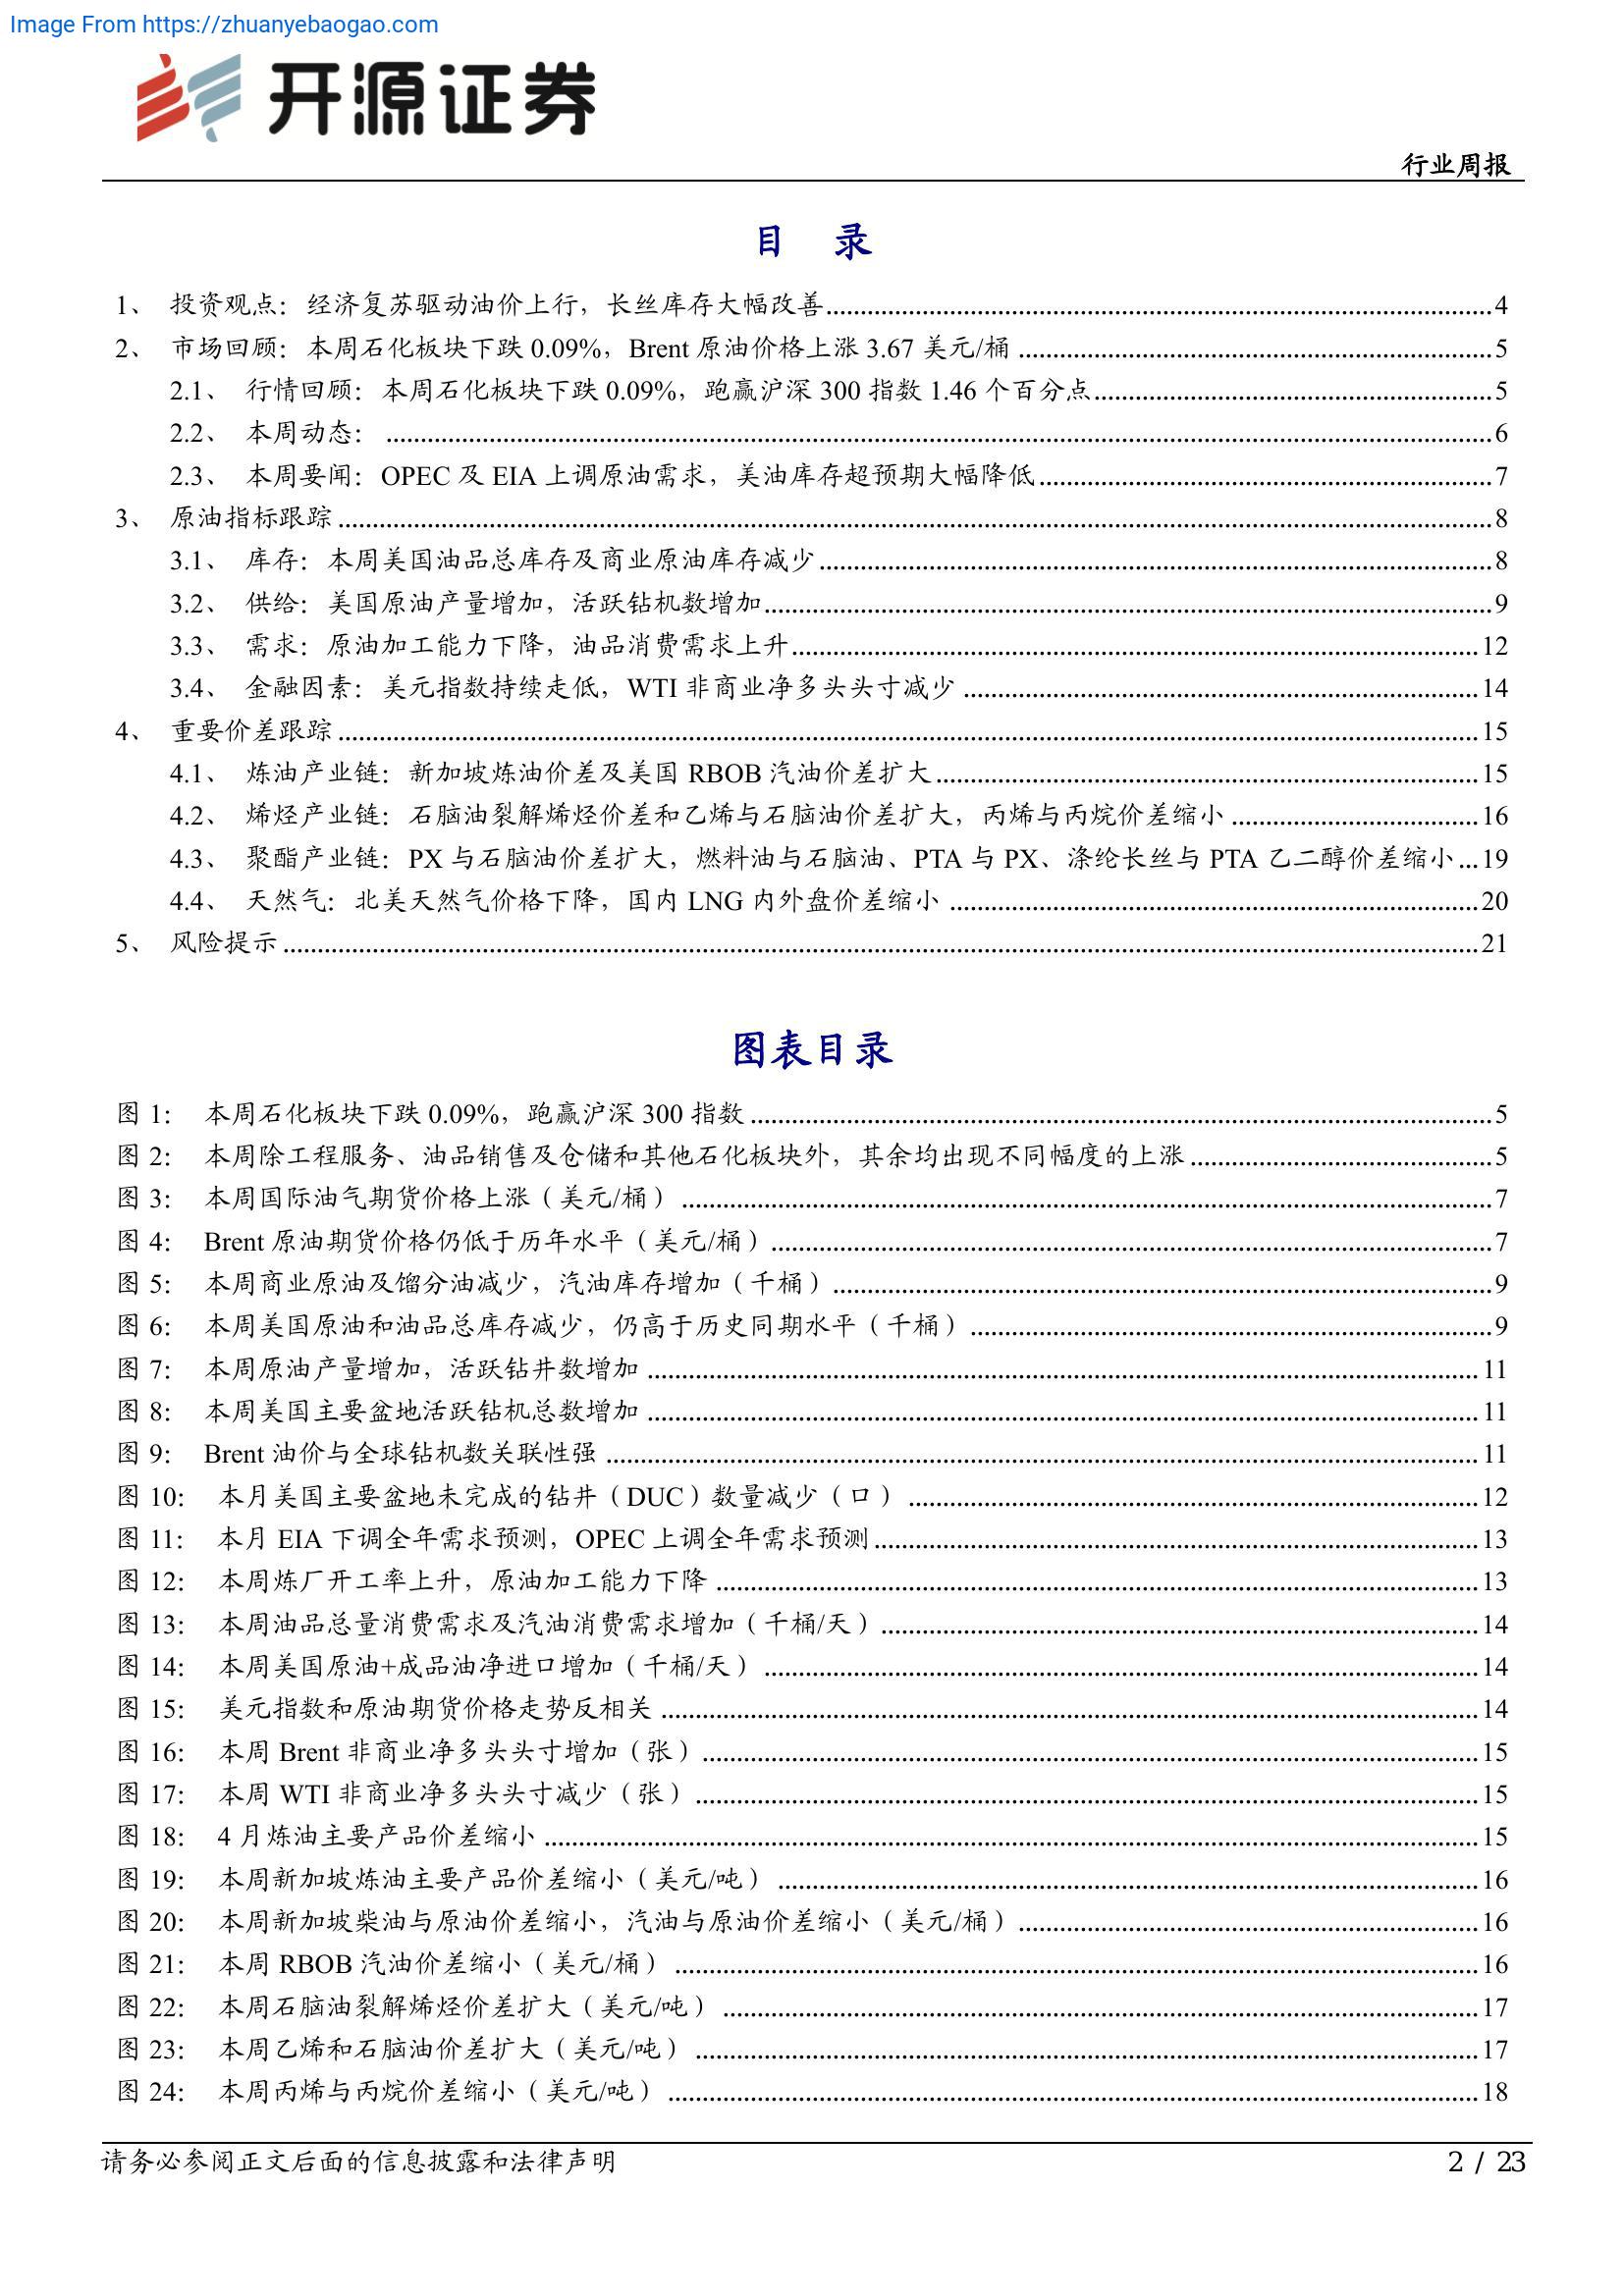 Image From https://zhuanyebaogao.com
开源证券
行业周报
目 录
1、 投资观点：经济复苏驱动油价上行，长丝库存大幅改善 4
2、 市场回顾：本周石化板块下跌 0.09%，Brent 原油价格上涨 3.67 美元/桶 5
2.1、 行情回顾：本周石化板块下跌 0.09%，跑赢沪深 300 指数 1.46 个百分点 5
2.2、 本周动态： 6
2.3、 本周要闻：OPEC 及 EIA 上调原油需求，美油库存超预期大幅降低 7
3、 原油指标跟踪 8
3.1、 库存：本周美国油品总库存及商业原油库存减少 8
3.2、 供给：美国原油产量增加，活跃钻机数增加 9
3.3、 需求：原油加工能力下降，油品消费需求上升 12
3.4、 金融因素：美元指数持续走低，WTI 非商业净多头头寸减少 14
4、 重要价差跟踪 15
4.1、 炼油产业链：新加坡炼油价差及美国 RBOB 汽油价差扩大 15
4.2、 烯烃产业链：石脑油裂解烯烃价差和乙烯与石脑油价差扩大，丙烯与丙烷价差缩小 16
4.3、 聚酯产业链：PX 与石脑油价差扩大，燃料油与石脑油、PTA 与 PX、涤纶长丝与 PTA 乙二醇价差缩小 19
4.4、 天然气：北美天然气价格下降，国内 LNG 内外盘价差缩小 20
5、 风险提示 21
图表目录
图 1： 本周石化板块下跌 0.09%，跑赢沪深 300 指数 5
图 2： 本周除工程服务、油品销售及仓储和其他石化板块外，其余均出现不同幅度的上涨 5
图 3： 本周国际油气期货价格上涨（美元/桶） 7
图 4： Brent 原油期货价格仍低于历年水平（美元/桶） 7
图 5： 本周商业原油及馏分油减少，汽油库存增加（千桶） 9
图 6： 本周美国原油和油品总库存减少，仍高于历史同期水平（千桶） 9
图 7： 本周原油产量增加，活跃钻井数增加 11
图 8： 本周美国主要盆地活跃钻机总数增加 11
图 9： Brent 油价与全球钻机数关联性强 11
图 10： 本月美国主要盆地未完成的钻井（DUC）数量减少（口） 12
图 11： 本月 EIA 下调全年需求预测，OPEC 上调全年需求预测 13
图 12： 本周炼厂开工率上升，原油加工能力下降 13
图 13： 本周油品总量消费需求及汽油消费需求增加（千桶/天） 14
图 14： 本周美国原油+成品油净进口增加（千桶/天） 14
图 15： 美元指数和原油期货价格走势反相关 14
图 16： 本周 Brent 非商业净多头头寸增加（张） 15
图 17： 本周 WTI 非商业净多头头寸减少（张） 15
图 18： 4 月炼油主要产品价差缩小 15
图 19： 本周新加坡炼油主要产品价差缩小（美元/吨） 16
图 20： 本周新加坡柴油与原油价差缩小，汽油与原油价差缩小（美元/桶） 16
图 21： 本周 RBOB 汽油价差缩小（美元/桶） 16
图 22： 本周石脑油裂解烯烃价差扩大（美元/吨） 17
图 23： 本周乙烯和石脑油价差扩大（美元/吨） 17
图 24： 本周丙烯与丙烷价差缩小（美元/吨） 18
请务必参阅正文后面的信息披露和法律声明 2 / 23